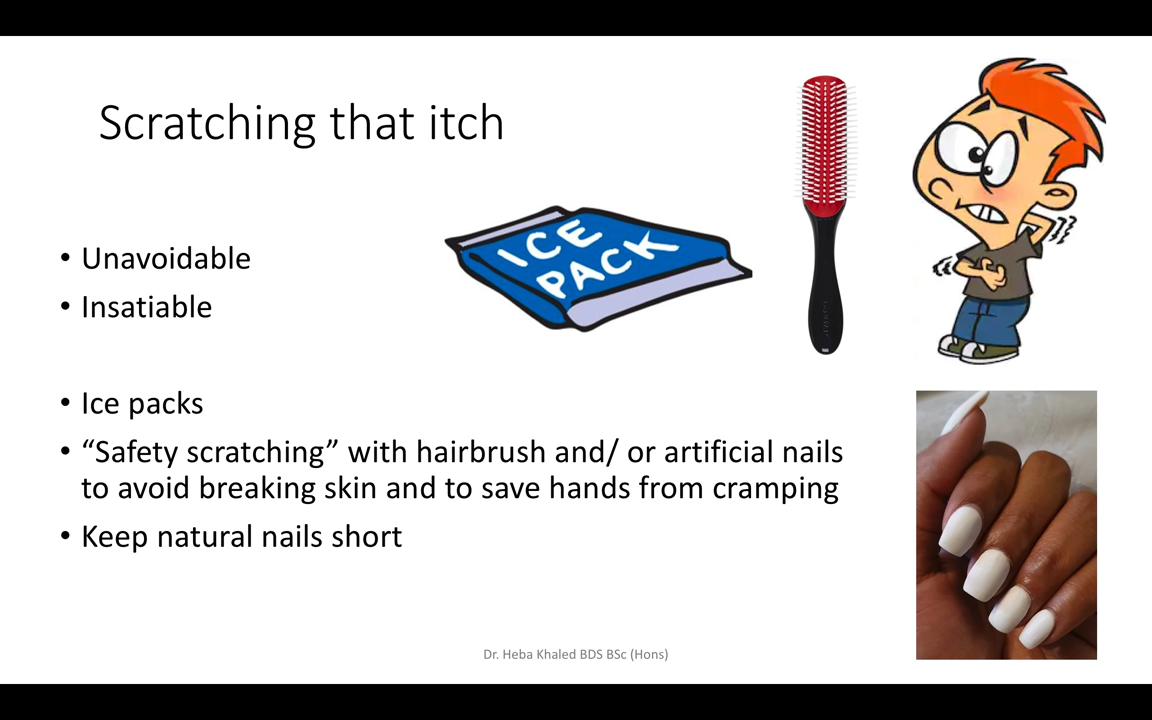 Scratching that itch
ICE
PACK
• Unavoidable
• Insatiable
• Ice packs
• “Safety scratching” with hairbrush and/ or artificial nails
to avoid breaking skin and to save hands from cramping
• Keep natural nails short
Dr. Heba Khaled BDS BSc (Hons)